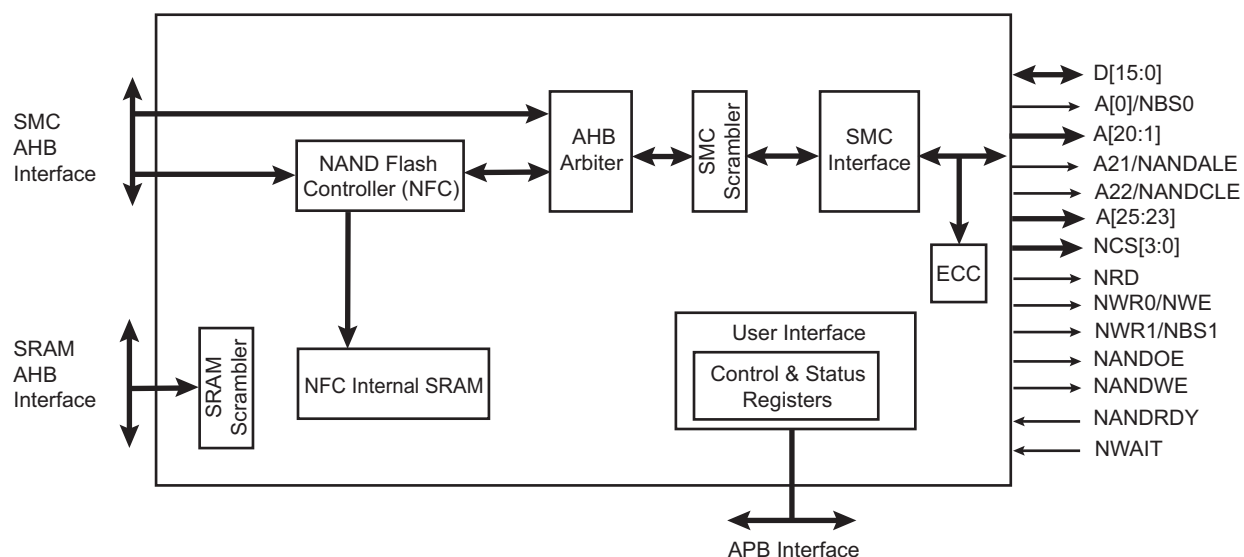 SMC
AHB
Interface
NAND Flash
Controller (NFC)
AHB
Arbiter
SMC
Scrambler
SMC
Interface
ECC
SRAM
AHB
Interface
SRAM
Scrambler
NFC Internal SRAM
User Interface
Control & Status
Registers
APB Interface
D[15:0]
A[0]/NBS0
A[20:1]
A21/NANDALE
A22/NANDCLE
A[25:23]
NCS[3:0]
NRD
NWR0/NWE
NWR1/NBS1
NANDOE
NANDWE
NANDRDY
NWAIT